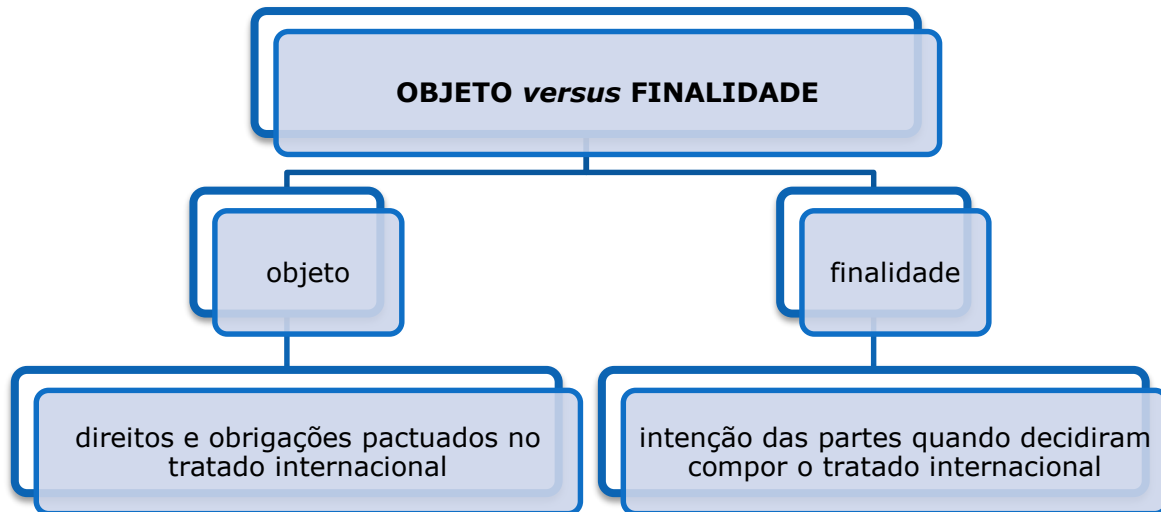 OBJETO versus FINALIDADE
objeto
finalidade
direitos e obrigações pactuados no
tratado internacional
intenção das partes quando decidiram
compor o tratado internacional